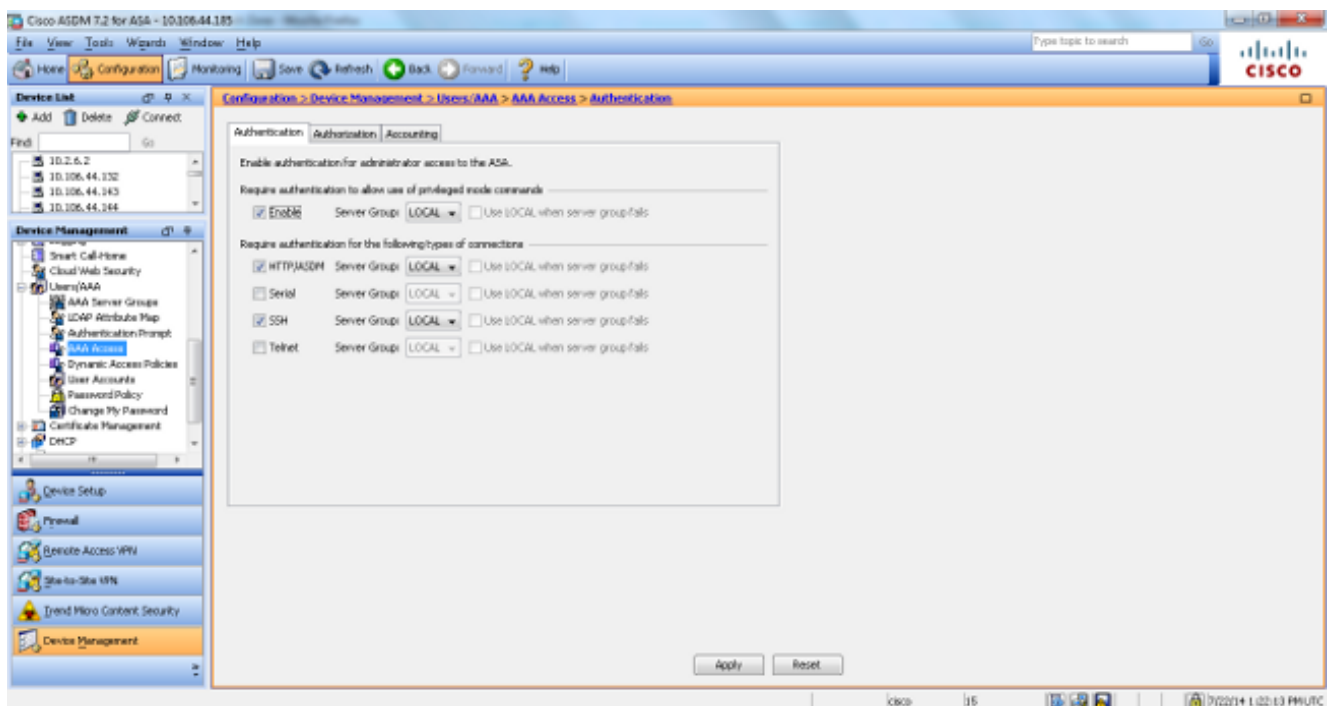 Cisco ASDM 7.2 for ASA - 10.106.44.185
File View Tools Wizards Window Help
Type topic to search Go
Home Configuration Monitoring Save Refresh Back Forward Help
CISCO
Device List
Add Delete Connect
Find: Go
10.2.6.2
10.106.44.132
10.106.44.143
10.106.44.144
Device Management
Smart Call-Home
Cloud Web Security
Users/AAA
AAA Server Groups
LDAP Attribute Map
Authentication Prompt
AAA Access
Dynamic Access Policies
User Accounts
Password Policy
Change My Password
Certificate Management
DHCP
Device Setup
Firewall
Remote Access VPN
Site-to-Site VPN
Trend Micro Content Security
Device Management
Configuration > Device Management > Users/AAA > AAA Access > Authentication
Authentication Authorization Accounting
Enable authentication for administrator access to the ASA.
Require authentication to allow use of privileged mode commands
Enable Server Group: LOCAL Use LOCAL when server group fails
Require authentication for the following types of connections
HTTP/ASDM Server Group: LOCAL Use LOCAL when server group fails
Serial Server Group: LOCAL Use LOCAL when server group fails
SSH Server Group: LOCAL Use LOCAL when server group fails
Telnet Server Group: LOCAL Use LOCAL when server group fails
Apply Reset
cisco 15 7/22/14 1:22:13 PM UTC